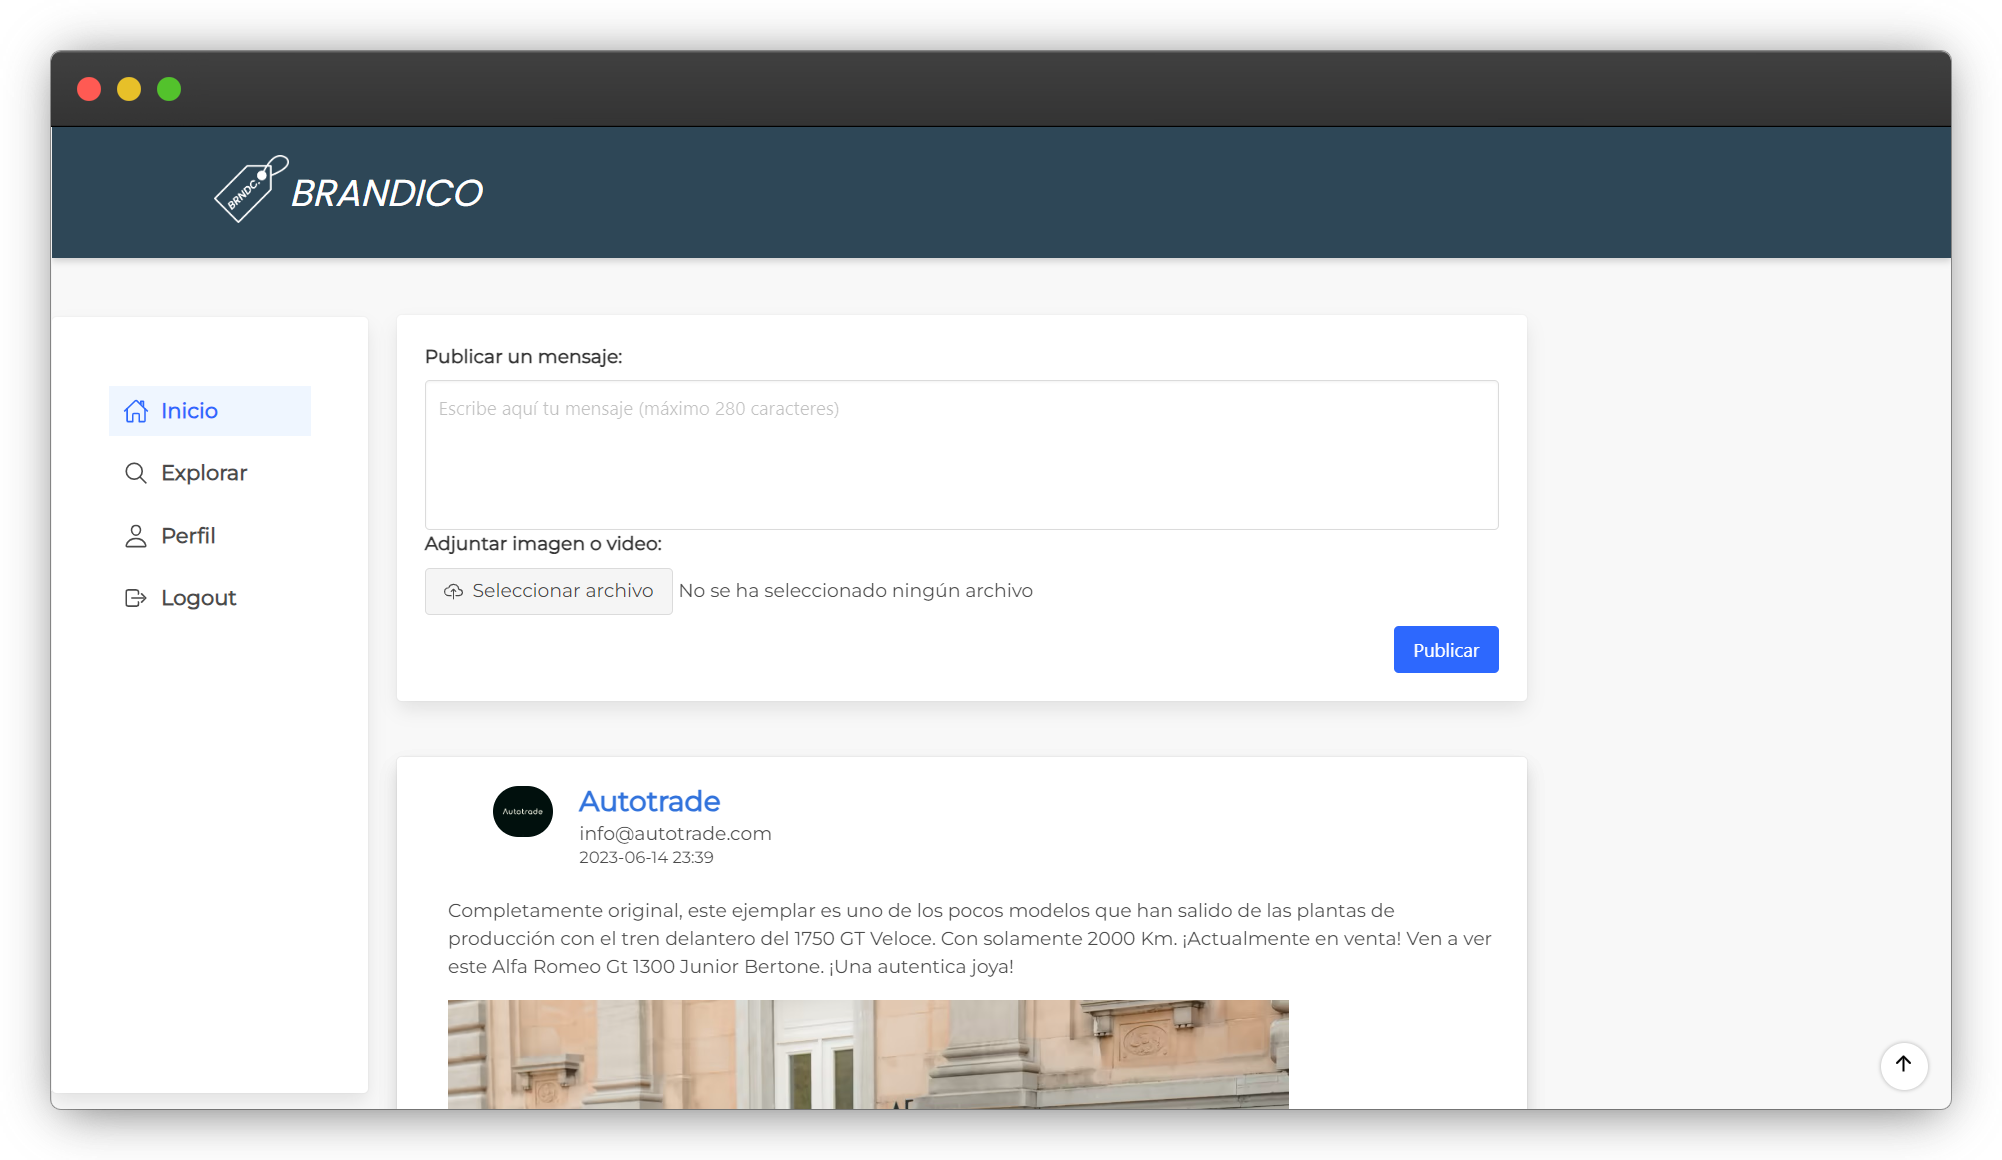 BRNDC.
BRANDICO
Inicio
Explorar
Perfil
Logout
Publicar un mensaje:
Escribe aquí tu mensaje (máximo 280 caracteres)
Adjuntar imagen o video:
Seleccionar archivo No se ha seleccionado ningún archivo
Publicar
Autotrade
Autotrade
info@autotrade.com
2023-06-14 23:39
Completamente original, este ejemplar es uno de los pocos modelos que han salido de las plantas de
producción con el tren delantero del 1750 GT Veloce. Con solamente 2000 Km. ¡Actualmente en venta! Ven a ver
este Alfa Romeo Gt 1300 Junior Bertone. ¡Una autentica joya!